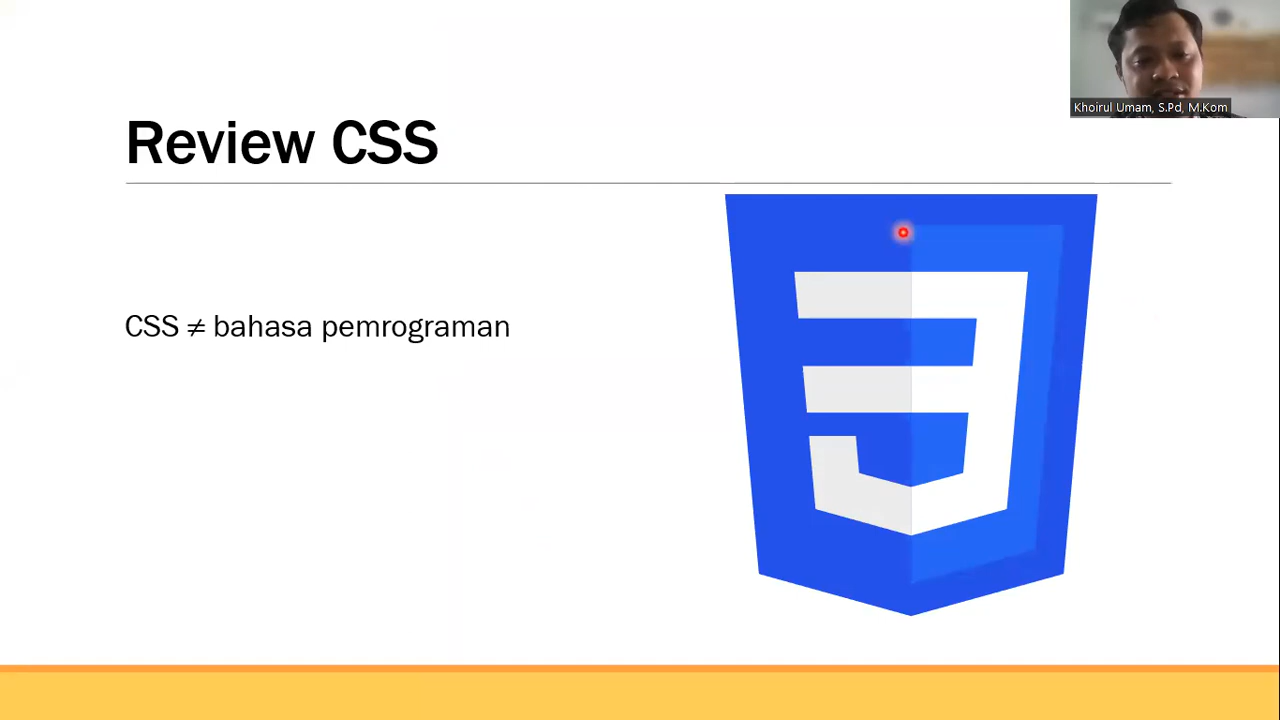 Khoirul Umam, S.Pd, M.Kom
Review CSS
CSS ≠ bahasa pemrograman